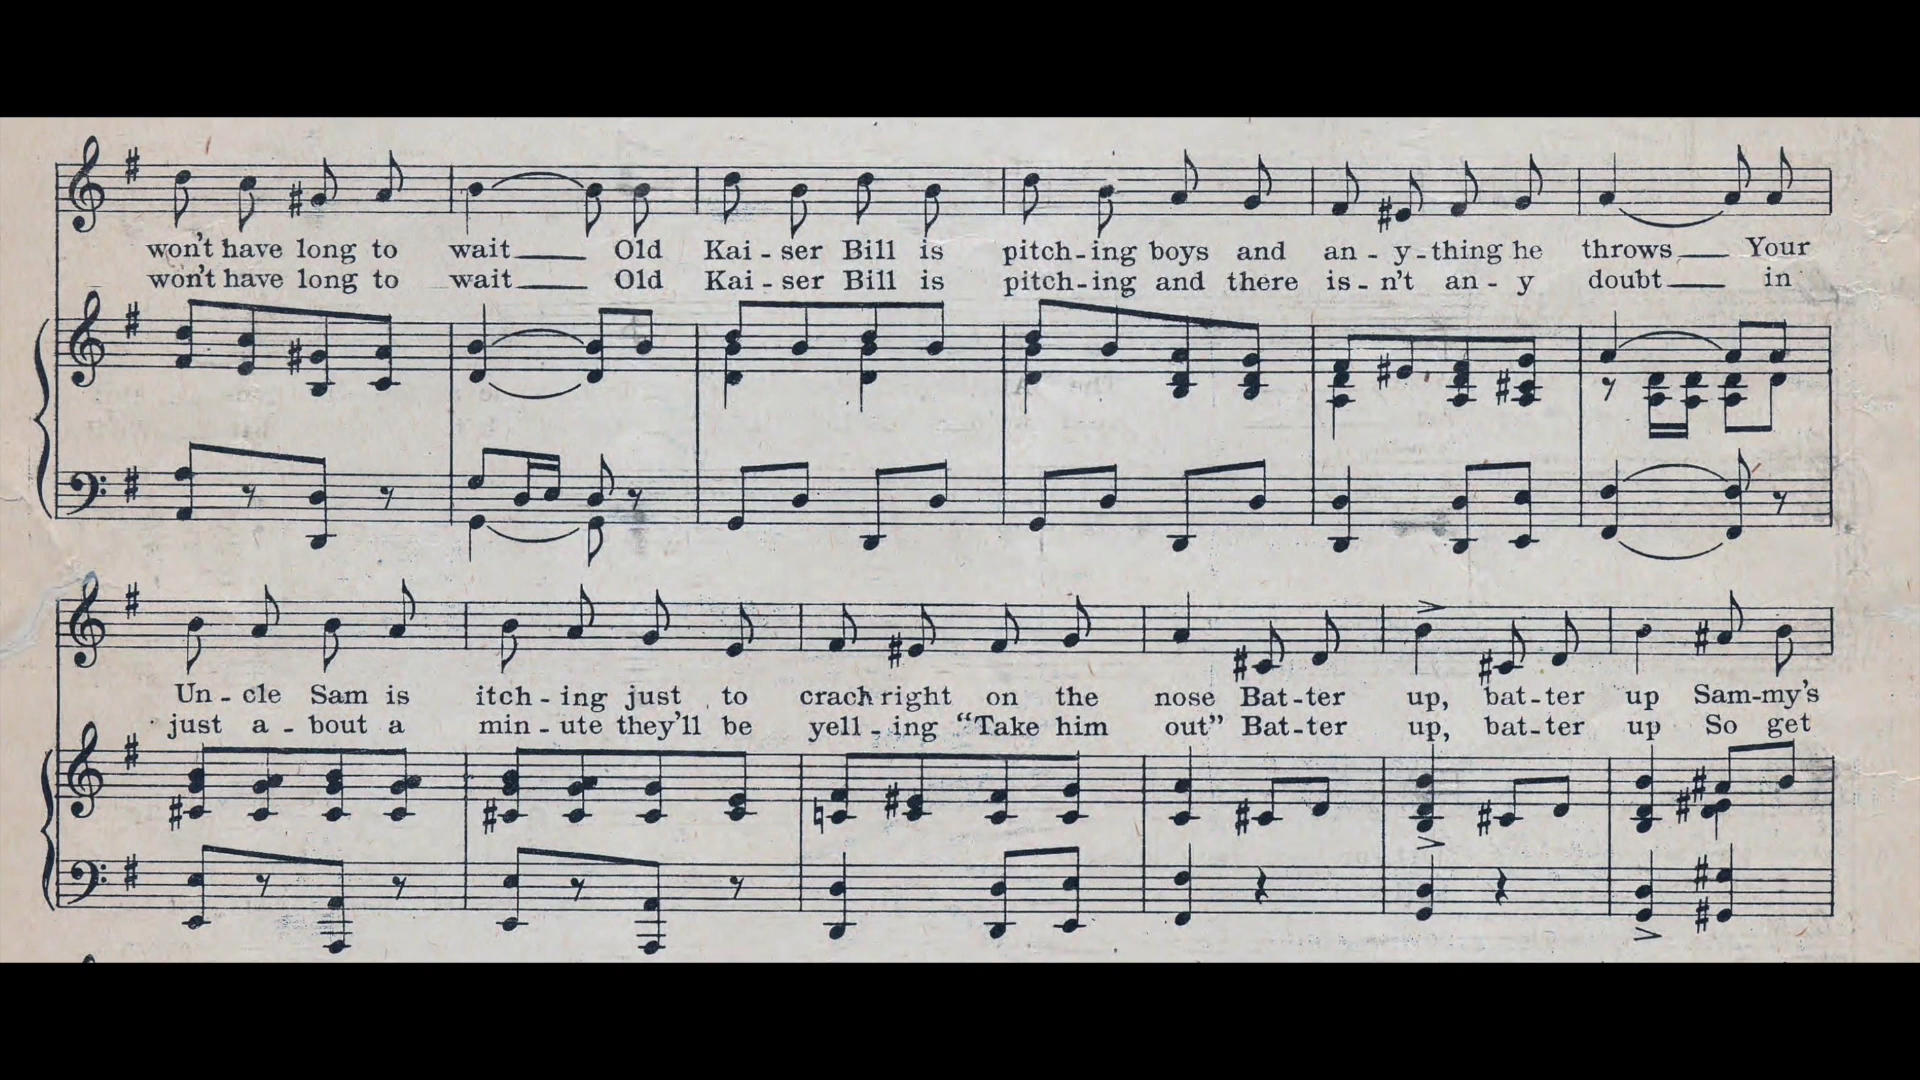 won't have long to wait Old Kai - ser Bill is pitch - ing boys and an - y - thing he throws Your
won't have long to wait Old Kai - ser Bill is pitch - ing and there is - n't an - y doubt in
Un - cle Sam is itch - ing just to crack right on the nose Bat - ter up, bat - ter up Sam - my's
just a - bout a min - ute they'll be yell - ing "Take him out" Bat - ter up, bat - ter up So get